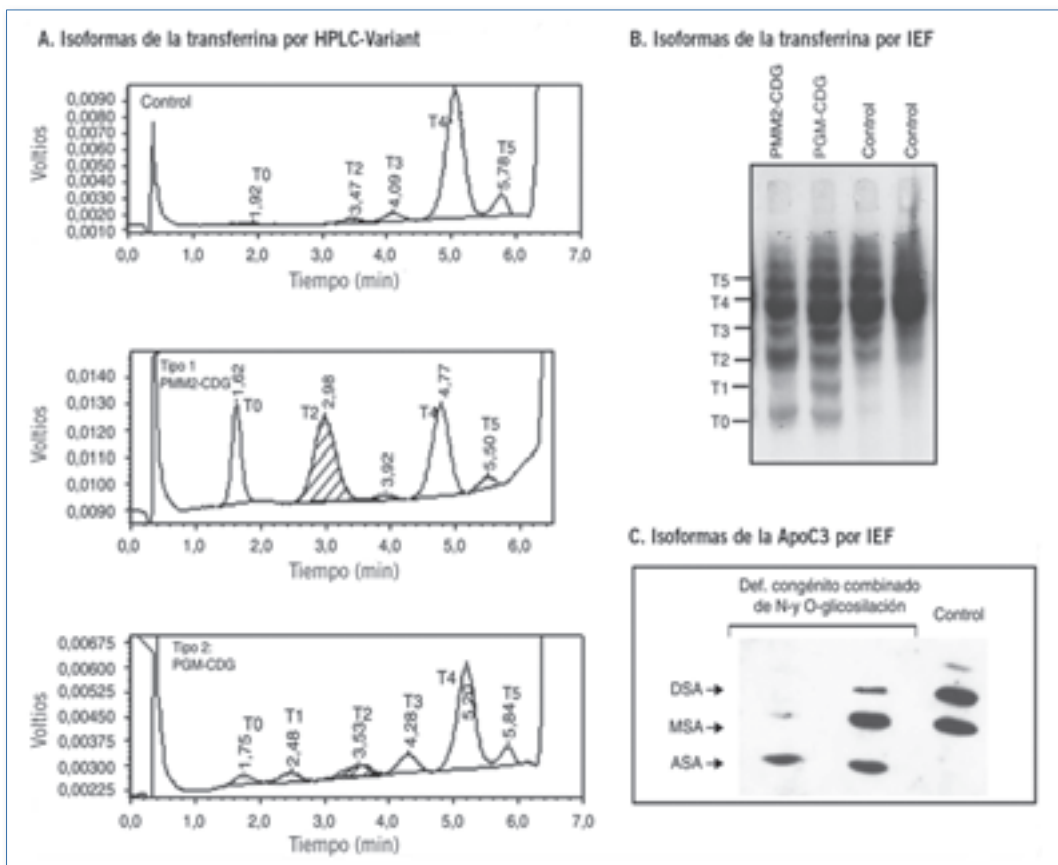 A. Isoformas de la transferrina por HPLC-Variant
Control
Voltios
0,0090
0,0080
0,0070
0,0060
0,0050
0,0040
0,0030
0,0020
0,0010
1,92
T0
3,47
T2
4,09
T3
T4
5,78
T5
0,0 1,0 2,0 3,0 4,0 5,0 6,0 7,0
Tiempo (min)
Tipo 1
PMM2-CDG
Voltios
0,0140
0,0130
0,0120
0,0110
0,0100
0,0090
1,62
T0
T2
2,98
3,92
T4
4,77
T5
5,50
0,0 1,0 2,0 3,0 4,0 5,0 6,0
Tiempo (min)
Tipo 2:
PGM-CDG
Voltios
0,00675
0,00600
0,00525
0,00450
0,00375
0,00300
0,00225
1,75
T0
2,48
T1
3,53
T2
4,28
T3
T4
5,20
5,84
T5
0,0 1,0 2,0 3,0 4,0 5,0 6,0 7,0
Tiempo (min)
B. Isoformas de la transferrina por IEF
PMM2-CDG
PGM-CDG
Control
Control
T5
T4
T3
T2
T1
T0
C. Isoformas de la ApoC3 por IEF
Def. congénito combinado
de N-y O-glicosilación
Control
DSA
MSA
ASA